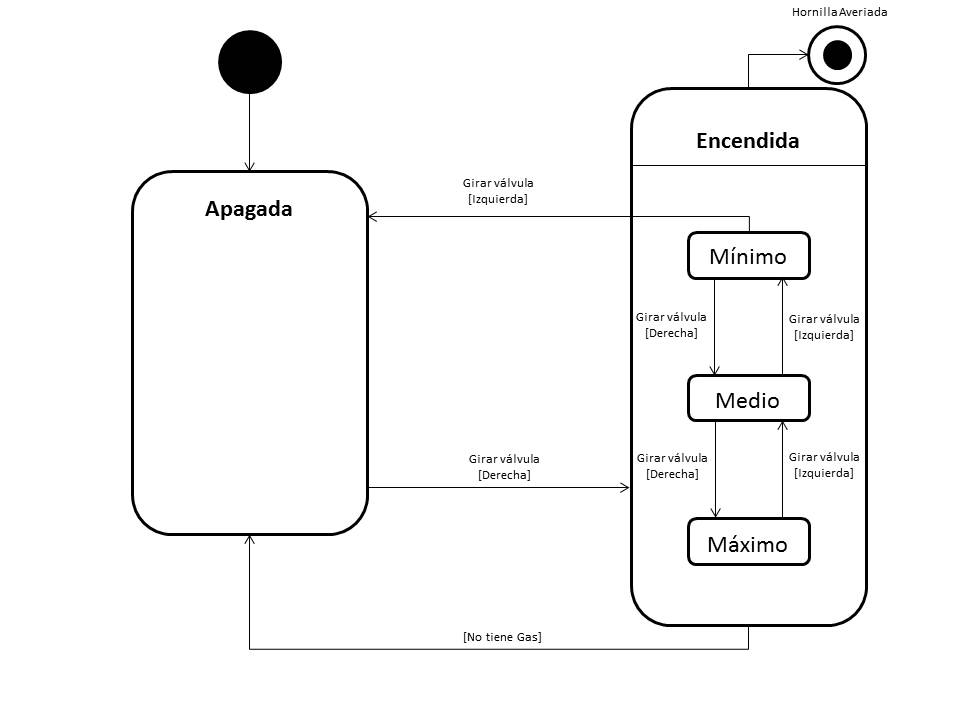 Hornilla Averiada
Encendida
Girar válvula
[Izquierda]
Apagada
Mínimo
Girar válvula
[Derecha]
Girar válvula
[Izquierda]
Medio
Girar válvula
[Derecha]
Girar válvula
[Derecha]
Girar válvula
[Izquierda]
Máximo
[No tiene Gas]